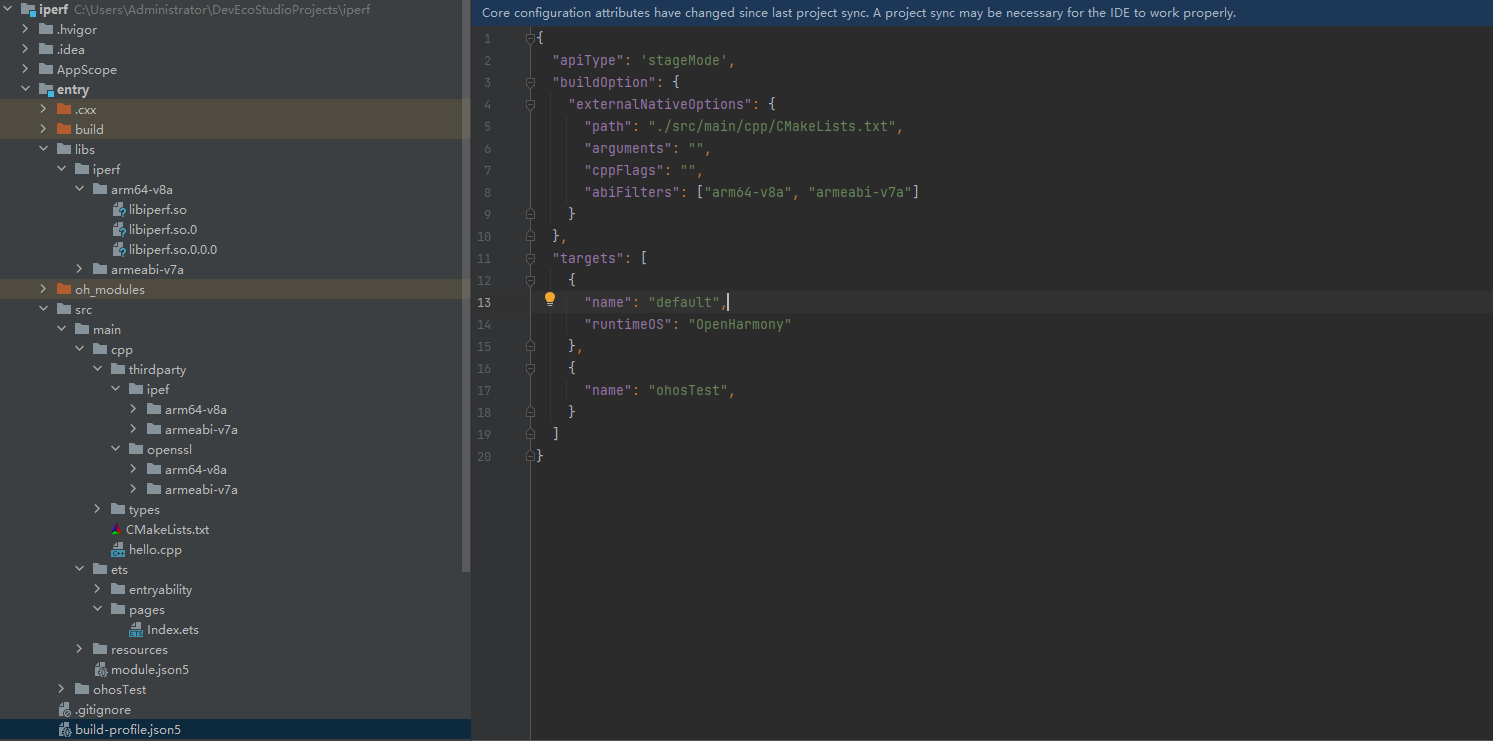 iperf C:\Users\Administrator\DevEcoStudioProjects\iperf
.hvigor
.idea
AppScope
entry
.cxx
build
libs
iperf
arm64-v8a
libiperf.so
libiperf.so.0
libiperf.so.0.0.0
armeabi-v7a
oh_modules
src
main
cpp
thirdparty
ipef
arm64-v8a
armeabi-v7a
openssl
arm64-v8a
armeabi-v7a
types
CMakeLists.txt
hello.cpp
ets
entryability
pages
Index.ets
resources
module.json5
ohosTest
.gitignore
build-profile.json5
Core configuration attributes have changed since last project sync. A project sync may be necessary for the IDE to work properly.
1 {
2 "apiType": 'stageMode',
3 "buildOption": {
4 "externalNativeOptions": {
5 "path": "./src/main/cpp/CMakeLists.txt",
6 "arguments": "",
7 "cppFlags": "",
8 "abiFilters": ["arm64-v8a", "armeabi-v7a"]
9 }
10 },
11 "targets": [
12 {
13 "name": "default",
14 "runtimeOS": "OpenHarmony"
15 },
16 {
17 "name": "ohosTest",
18 }
19 ]
20 }